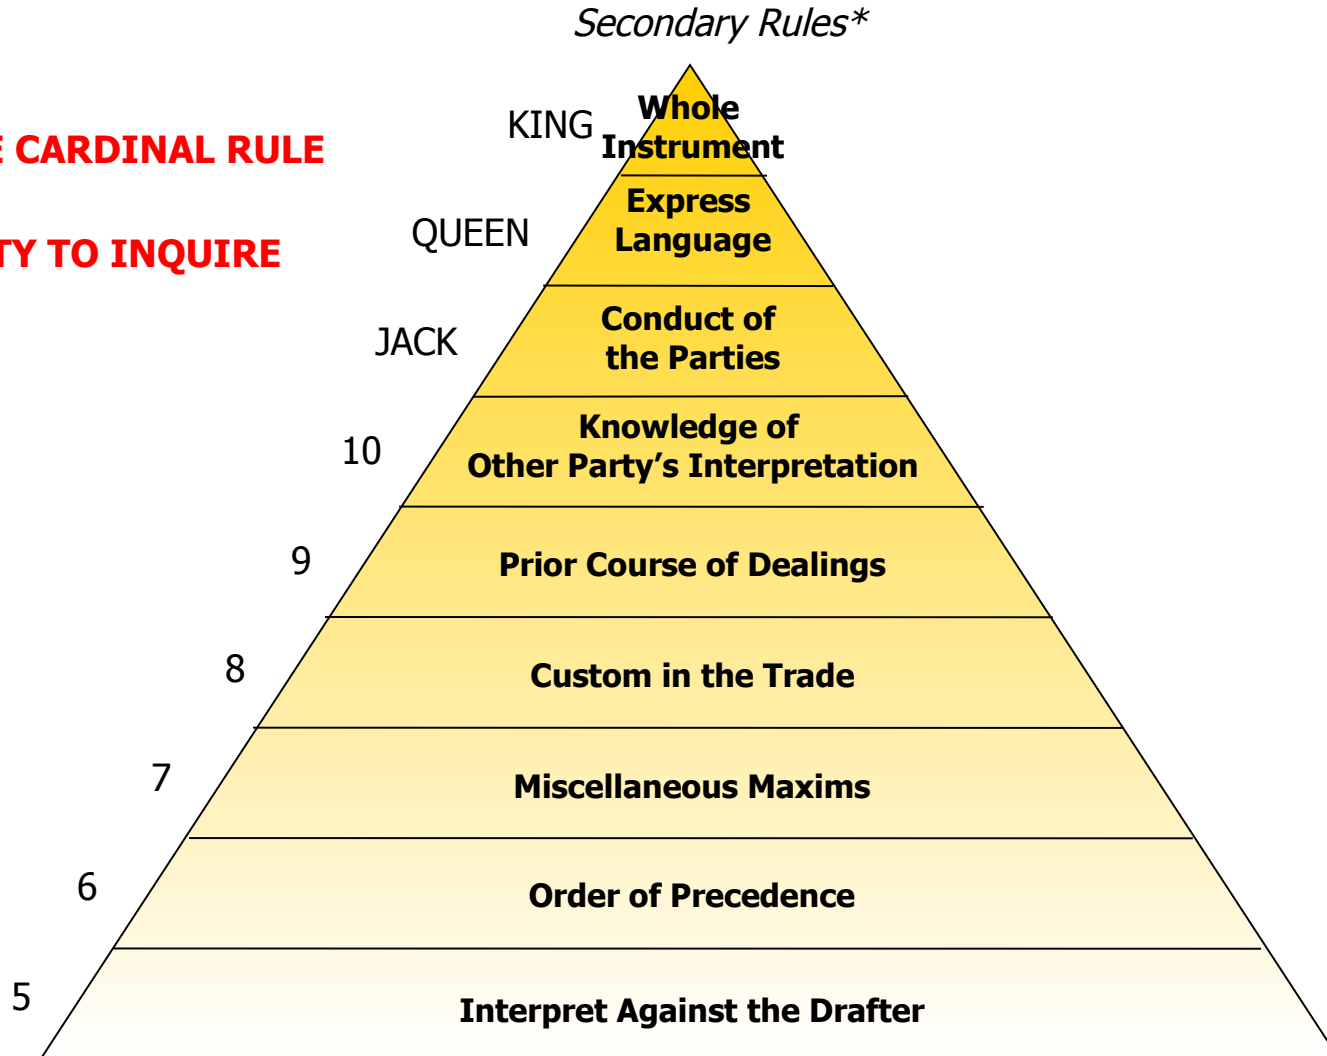 Secondary Rules*
KING
Whole
Instrument
E CARDINAL RULE
QUEEN
Express
Language
TY TO INQUIRE
JACK
Conduct of
the Parties
10
Knowledge of
Other Party’s Interpretation
9
Prior Course of Dealings
8
Custom in the Trade
7
Miscellaneous Maxims
6
Order of Precedence
5
Interpret Against the Drafter